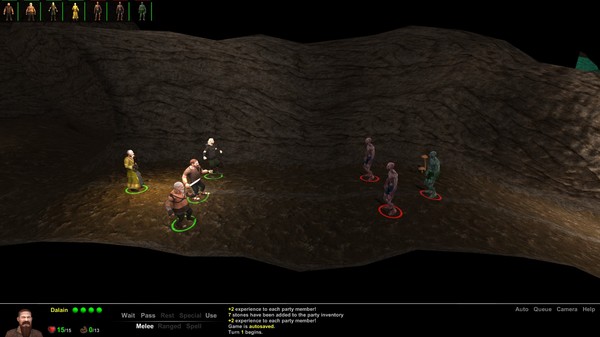 Dalain
Wait Pass Rest Special Use
Melee Ranged Spell
15/15 0/13
+2 experience to each party member!
7 stones have been added to the party inventory
+2 experience to each party member!
Game is autosaved.
Turn 1 begins.
Auto Queue Camera Help